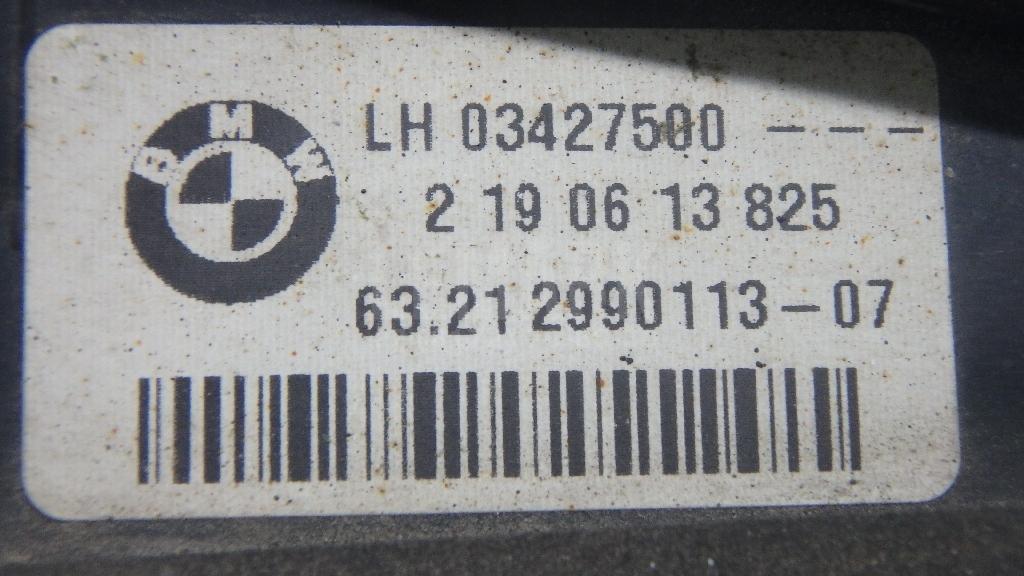 BMW
LH 03427500 ---
2 19 06 13 825
63.21 2990113-07